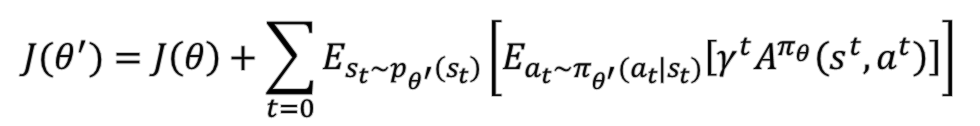 J(θ′) = J(θ) + ∑_{t=0} E_{s_t∼p_{θ′}(s_t)} [E_{a_t∼π_{θ′}(a_t|s_t)}[γ^t A^{π_θ}(s^t, a^t)]]